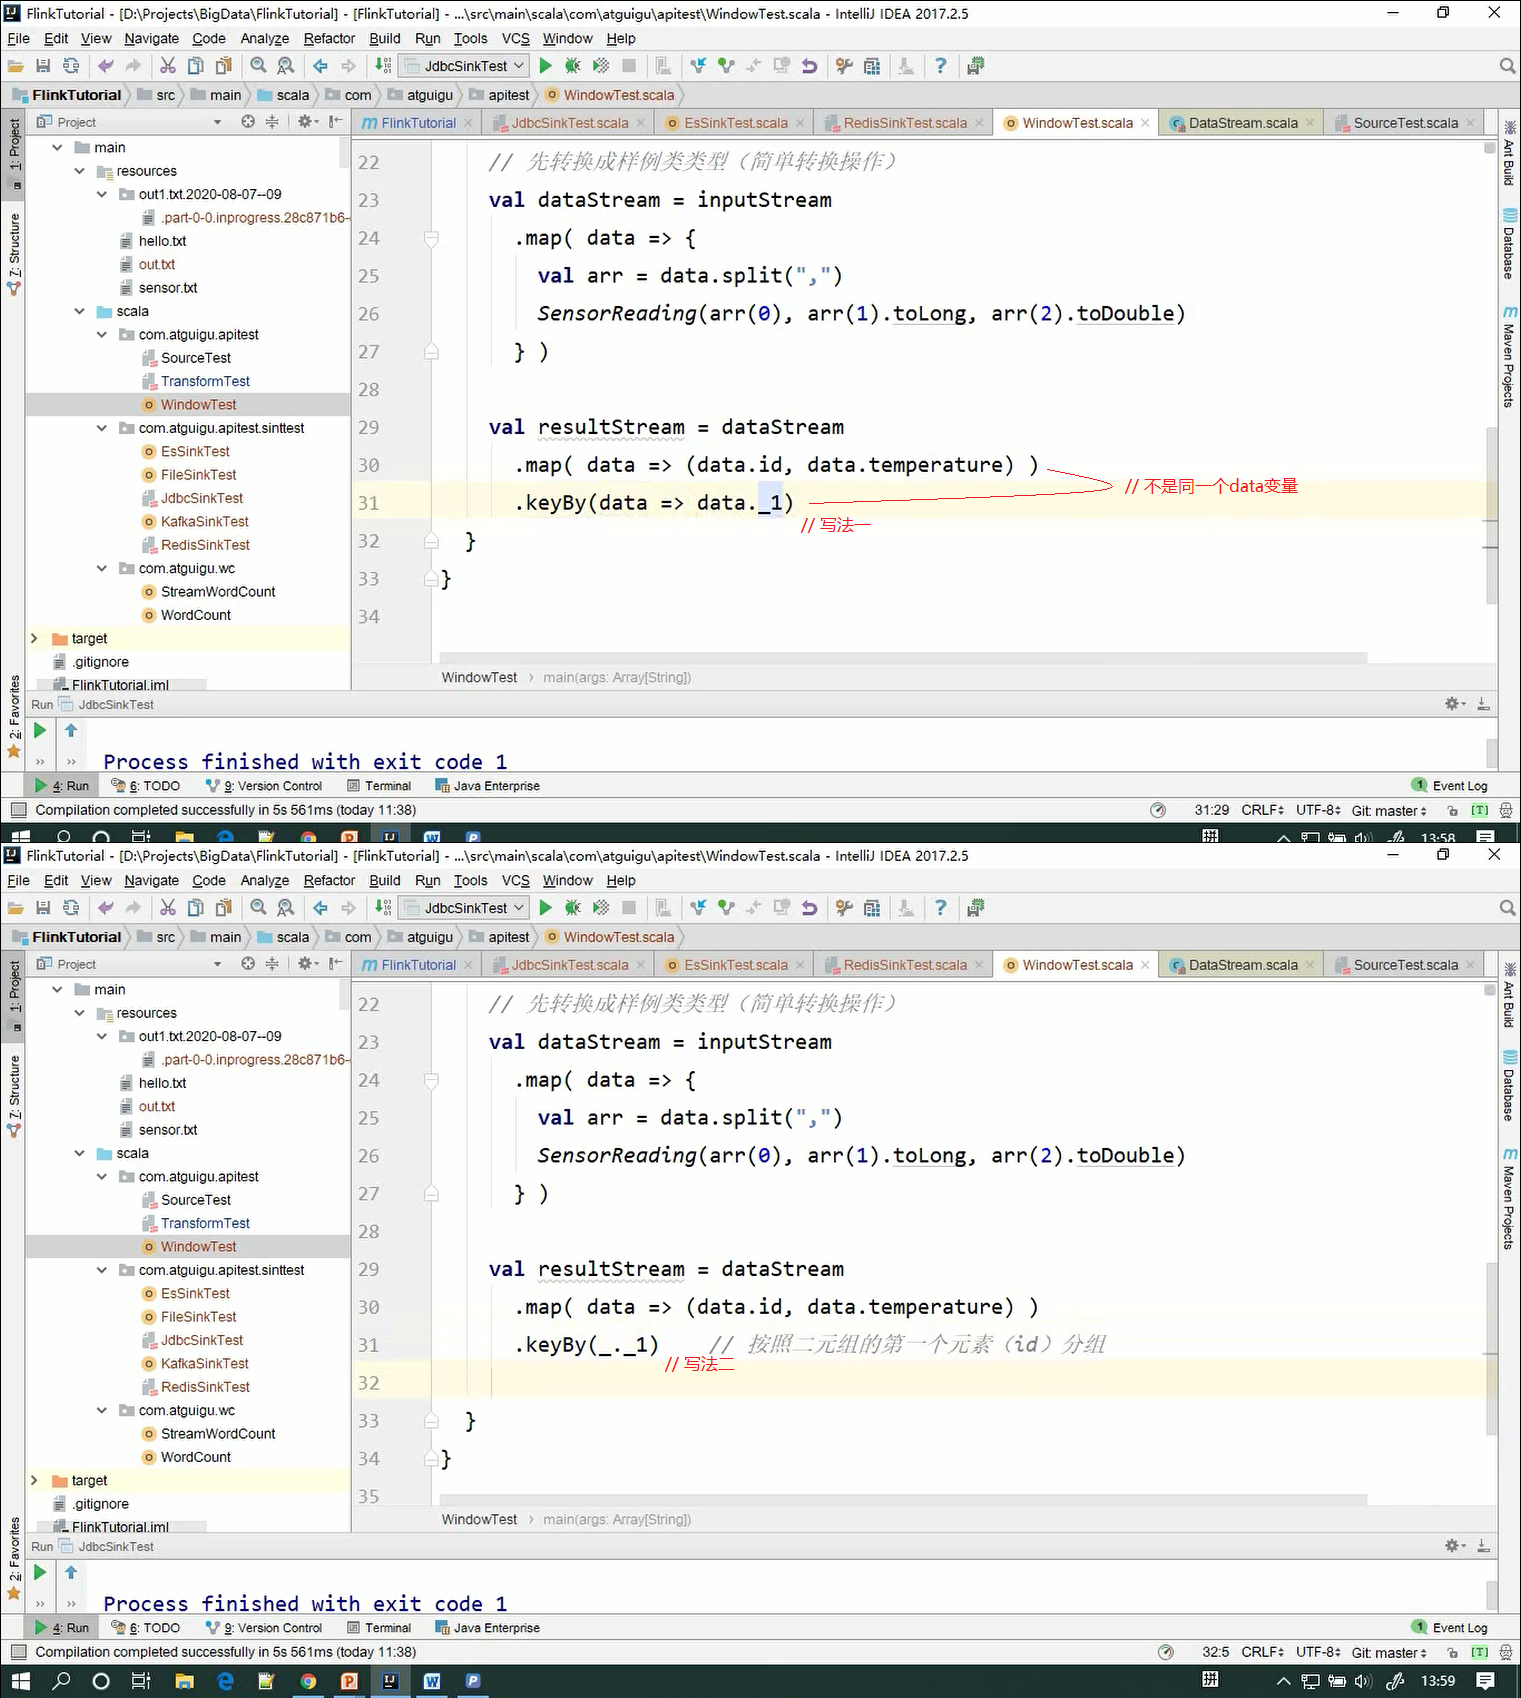 FlinkTutorial - [D:\Projects\BigData\FlinkTutorial] - [FlinkTutorial] - ...\src\main\scala\com\atguigu\apitest\WindowTest.scala - IntelliJ IDEA 2017.2.5
File Edit View Navigate Code Analyze Refactor Build Run Tools VCS Window Help
JdbcSinkTest
FlinkTutorial src main scala com atguigu apitest WindowTest.scala
Project
FlinkTutorial JdbcSinkTest.scala EsSinkTest.scala RedisSinkTest.scala WindowTest.scala DataStream.scala SourceTest.scala
1: Project
7: Structure
2: Favorites
Ant Build
Database
Maven Projects
main
resources
out1.txt.2020-08-07--09
.part-0-0.inprogress.28c871b6-
hello.txt
out.txt
sensor.txt
scala
com.atguigu.apitest
SourceTest
TransformTest
WindowTest
com.atguigu.apitest.sinttest
EsSinkTest
FileSinkTest
JdbcSinkTest
KafkaSinkTest
RedisSinkTest
com.atguigu.wc
StreamWordCount
WordCount
target
.gitignore
FlinkTutorial.iml
22 // 先转换成样例类类型（简单转换操作）
23 val dataStream = inputStream
24 .map( data => {
25 val arr = data.split(",")
26 SensorReading(arr(0), arr(1).toLong, arr(2).toDouble)
27 } )
28
29 val resultStream = dataStream
30 .map( data => (data.id, data.temperature) )
// 不是同一个data变量
31 .keyBy(data => data._1)
// 写法一
32 }
33 }
34
WindowTest › main(args: Array[String])
Run JdbcSinkTest
Process finished with exit code 1
4: Run 6: TODO 9: Version Control Terminal Java Enterprise 1 Event Log
Compilation completed successfully in 5s 561ms (today 11:38) 31:29 CRLF UTF-8 Git: master [T]
拼 13:58
FlinkTutorial - [D:\Projects\BigData\FlinkTutorial] - [FlinkTutorial] - ...\src\main\scala\com\atguigu\apitest\WindowTest.scala - IntelliJ IDEA 2017.2.5
File Edit View Navigate Code Analyze Refactor Build Run Tools VCS Window Help
JdbcSinkTest
FlinkTutorial src main scala com atguigu apitest WindowTest.scala
Project
FlinkTutorial JdbcSinkTest.scala EsSinkTest.scala RedisSinkTest.scala WindowTest.scala DataStream.scala SourceTest.scala
1: Project
7: Structure
2: Favorites
Ant Build
Database
Maven Projects
main
resources
out1.txt.2020-08-07--09
.part-0-0.inprogress.28c871b6-
hello.txt
out.txt
sensor.txt
scala
com.atguigu.apitest
SourceTest
TransformTest
WindowTest
com.atguigu.apitest.sinttest
EsSinkTest
FileSinkTest
JdbcSinkTest
KafkaSinkTest
RedisSinkTest
com.atguigu.wc
StreamWordCount
WordCount
target
.gitignore
FlinkTutorial.iml
22 // 先转换成样例类类型（简单转换操作）
23 val dataStream = inputStream
24 .map( data => {
25 val arr = data.split(",")
26 SensorReading(arr(0), arr(1).toLong, arr(2).toDouble)
27 } )
28
29 val resultStream = dataStream
30 .map( data => (data.id, data.temperature) )
31 .keyBy(_._1) // 按照二元组的第一个元素（id）分组
// 写法二
32
33 }
34 }
35
WindowTest › main(args: Array[String])
Run JdbcSinkTest
Process finished with exit code 1
4: Run 6: TODO 9: Version Control Terminal Java Enterprise 1 Event Log
Compilation completed successfully in 5s 561ms (today 11:38) 32:5 CRLF UTF-8 Git: master [T]
拼 13:59